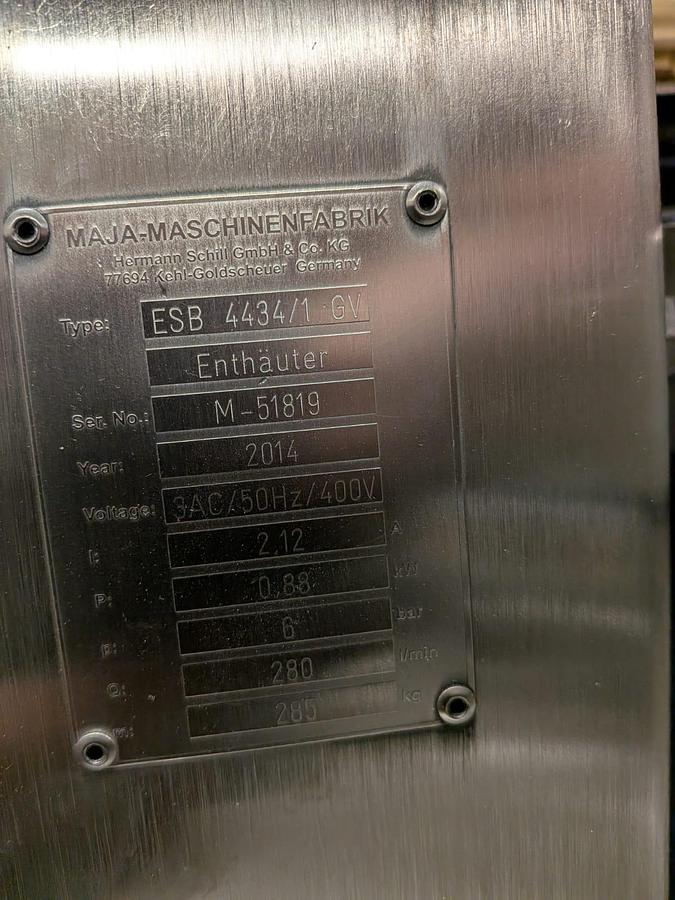 MAJA-MASCHINENFABRIK
Hermann Schill GmbH & Co. KG
77694 Kehl-Goldscheuer Germany
Type: ESB 4434/1 GV
Enthäuter
Ser. No.: M-51819
Year: 2014
Voltage: 3AC/50Hz/400V
I: 2.12 A
P: 0.88 kW
p: 6 bar
Q: 280 l/min
m: 285 kg